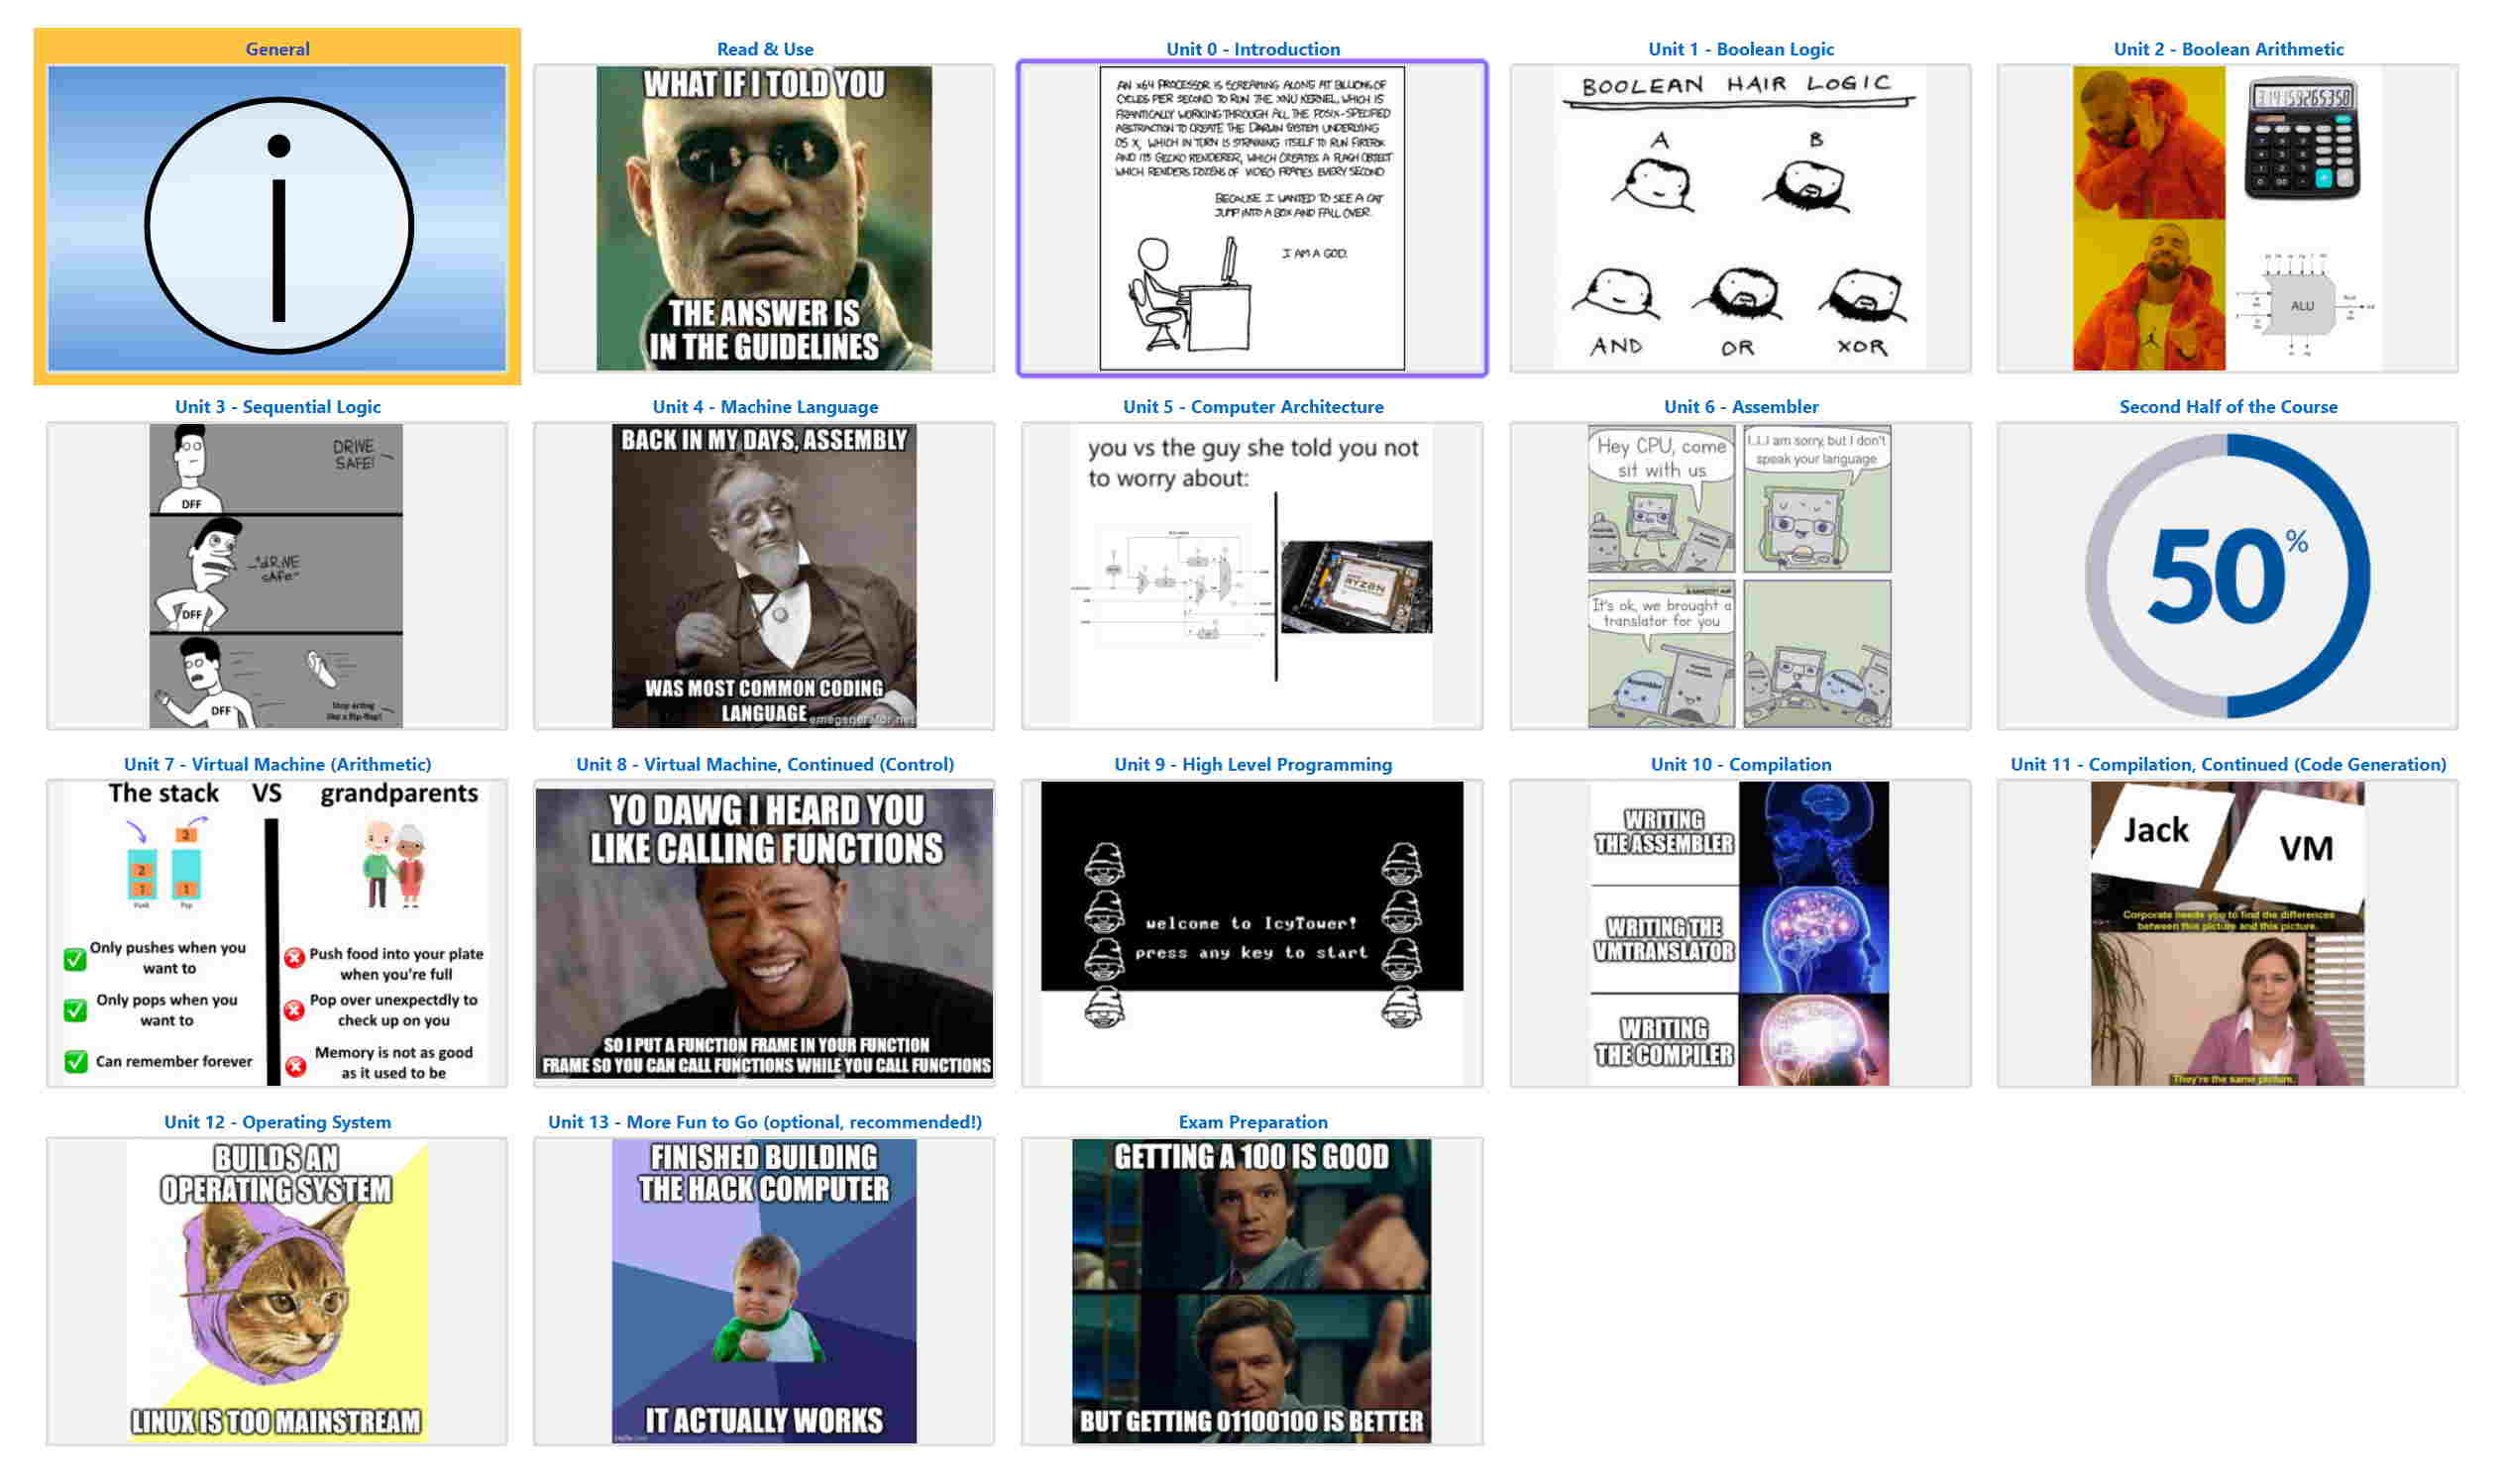 General
Read & Use
WHAT IF I TOLD YOU
THE ANSWER IS
IN THE GUIDELINES
Unit 0 - Introduction
AN x64 PROCESSOR IS SCREAMING ALONG AT BILLIONS OF
CYCLES PER SECOND TO RUN THE XNU KERNEL, WHICH IS
FRANTICALLY WORKING THROUGH ALL THE POSIX-SPECIFIED
ABSTRACTION TO CREATE THE DARWIN SYSTEM UNDERLYING
OS X, WHICH IN TURN IS STRAINING ITSELF TO RUN FIREFOX
AND ITS GECKO RENDERER, WHICH CREATES A FLASH OBJECT
WHICH RENDERS DOZENS OF VIDEO FRAMES EVERY SECOND
BECAUSE I WANTED TO SEE A CAT
JUMP INTO A BOX AND FALL OVER.
I AM A GOD.
Unit 1 - Boolean Logic
BOOLEAN HAIR LOGIC
A
B
AND
OR
XOR
Unit 2 - Boolean Arithmetic
3.14159265358
ALU
Unit 3 - Sequential Logic
DRIVE
SAFE!
DFF
"dRiVE
sAFe"
DFF
DFF
Stop acting
like a flip-flop!
Unit 4 - Machine Language
BACK IN MY DAYS, ASSEMBLY
WAS MOST COMMON CODING
LANGUAGE
emegenerator.net
Unit 5 - Computer Architecture
you vs the guy she told you not
to worry about:
RYZEN
Unit 6 - Assembler
Hey CPU, come
sit with us
I..I..I am sorry, but I don't
speak your language
It's ok, we brought a
translator for you
Assembler
Assembler
Second Half of the Course
50%
Unit 7 - Virtual Machine (Arithmetic)
The stack VS grandparents
2
2
1
1
Push
Pop
Only pushes when you
want to
Push food into your plate
when you're full
Only pops when you
want to
Pop over unexpectdly to
check up on you
Can remember forever
Memory is not as good
as it used to be
Unit 8 - Virtual Machine, Continued (Control)
YO DAWG I HEARD YOU
LIKE CALLING FUNCTIONS
SO I PUT A FUNCTION FRAME IN YOUR FUNCTION
FRAME SO YOU CAN CALL FUNCTIONS WHILE YOU CALL FUNCTIONS
Unit 9 - High Level Programming
welcome to IcyTower!
press any key to start
Unit 10 - Compilation
WRITING
THE ASSEMBLER
WRITING THE
VMTRANSLATOR
WRITING
THE COMPILER
Unit 11 - Compilation, Continued (Code Generation)
Jack
VM
Corporate needs you to find the differences
between this picture and this picture.
They're the same picture.
Unit 12 - Operating System
BUILDS AN
OPERATING SYSTEM
LINUX IS TOO MAINSTREAM
Unit 13 - More Fun to Go (optional, recommended!)
FINISHED BUILDING
THE HACK COMPUTER
IT ACTUALLY WORKS
Exam Preparation
GETTING A 100 IS GOOD
BUT GETTING 01100100 IS BETTER